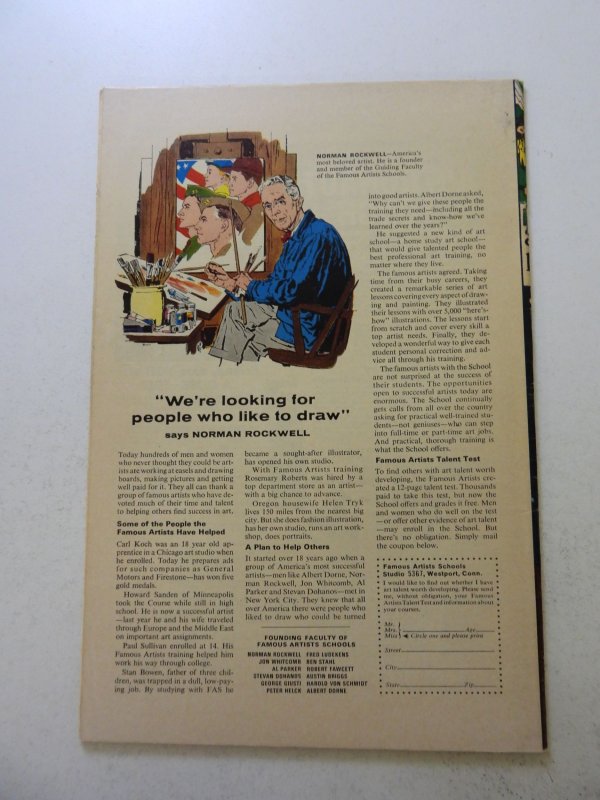 NORMAN ROCKWELL—America's
most beloved artist. He is a founder
and member of the Guiding Faculty
of the Famous Artists Schools.
"We're looking for
people who like to draw"
says NORMAN ROCKWELL
Today hundreds of men and women
who never thought they could be art-
ists are working at easels and drawing
boards, making pictures and getting
well paid for it. They all can thank a
group of famous artists who have de-
voted much of their time and talent
to helping others find success in art.
Some of the People the
Famous Artists Have Helped
Carl Koch was an 18 year old ap-
prentice in a Chicago art studio when
he enrolled. Today he prepares ads
for such companies as General
Motors and Firestone—has won five
gold medals.
Howard Sanden of Minneapolis
took the Course while still in high
school. He is now a successful artist
—last year he and his wife traveled
through Europe and the Middle East
on important art assignments.
Paul Sullivan enrolled at 14. His
Famous Artists training helped him
work his way through college.
Stan Bowen, father of three chil-
dren, was trapped in a dull, low-pay-
ing job. By studying with FAS he
became a sought-after illustrator,
has opened his own studio.
With Famous Artists training
Rosemary Roberts was hired by a
top department store as an artist—
with a big chance to advance.
Oregon housewife Helen Tryk
lives 150 miles from the nearest big
city. But she does fashion illustration,
has her own studio, runs an art work-
shop, does portraits.
A Plan to Help Others
It started over 18 years ago when a
group of America's most successful
artists—men like Albert Dorne, Nor-
man Rockwell, Jon Whitcomb, Al
Parker and Stevan Dohanos—met in
New York City. They knew that all
over America there were people who
liked to draw who could be turned
FOUNDING FACULTY OF
FAMOUS ARTISTS SCHOOLS
NORMAN ROCKWELL FRED LUDEKENS
JON WHITCOMB BEN STAHL
AL PARKER ROBERT FAWCETT
STEVAN DOHANOS AUSTIN BRIGGS
GEORGE GIUSTI HAROLD VON SCHMIDT
PETER HELCK ALBERT DORNE
into good artists. Albert Dorne asked,
"Why can't we give these people the
training they need—including all the
trade secrets and know-how we've
learned over the years?"
He suggested a new kind of art
school—a home study art school—
that would give talented people the
best professional art training, no
matter where they live.
The famous artists agreed. Taking
time from their busy careers, they
created a remarkable series of art
lessons covering every aspect of draw-
ing and painting. They illustrated
their lessons with over 5,000 "here's-
how" illustrations. The lessons start
from scratch and cover every skill a
top artist needs. Finally, they de-
veloped a wonderful way to give each
student personal correction and ad-
vice all through his training.
The famous artists with the School
are not surprised at the success of
their students. The opportunities
open to successful artists today are
enormous. The School continually
gets calls from all over the country
asking for practical well-trained stu-
dents—not geniuses—who can step
into full-time or part-time art jobs.
And practical, thorough training is
what the School offers.
Famous Artists Talent Test
To find others with art talent worth
developing, the Famous Artists cre-
ated a 12-page talent test. Thousands
paid to take this test, but now the
School offers and grades it free. Men
and women who do well on the test
—or offer other evidence of art talent
—may enroll in the School. But
there's no obligation. Simply mail
the coupon below.
Famous Artists Schools
Studio 5367, Westport, Conn.
I would like to find out whether I have
art talent worth developing. Please send
me, without obligation, your Famous
Artists Talent Test and information about
your courses.
Mr.
Mrs. Age
Miss Circle one and please print
Street
City
State Zip